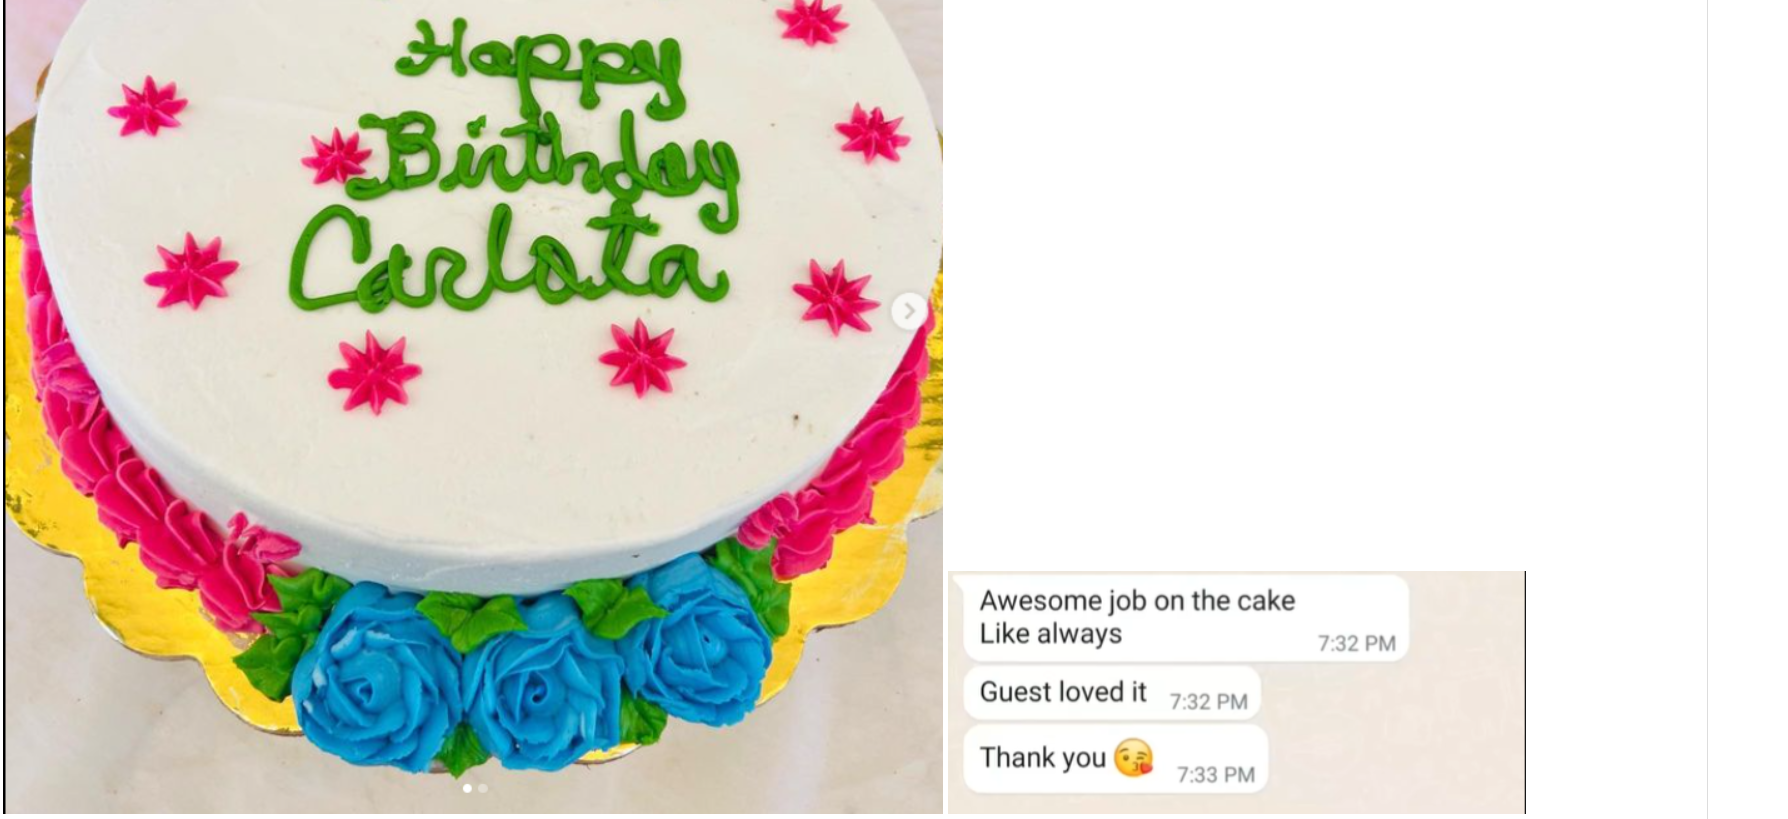 Happy
Birthday
Carlota
Awesome job on the cake
Like always
7:32 PM
Guest loved it 7:32 PM
Thank you 😘 7:33 PM